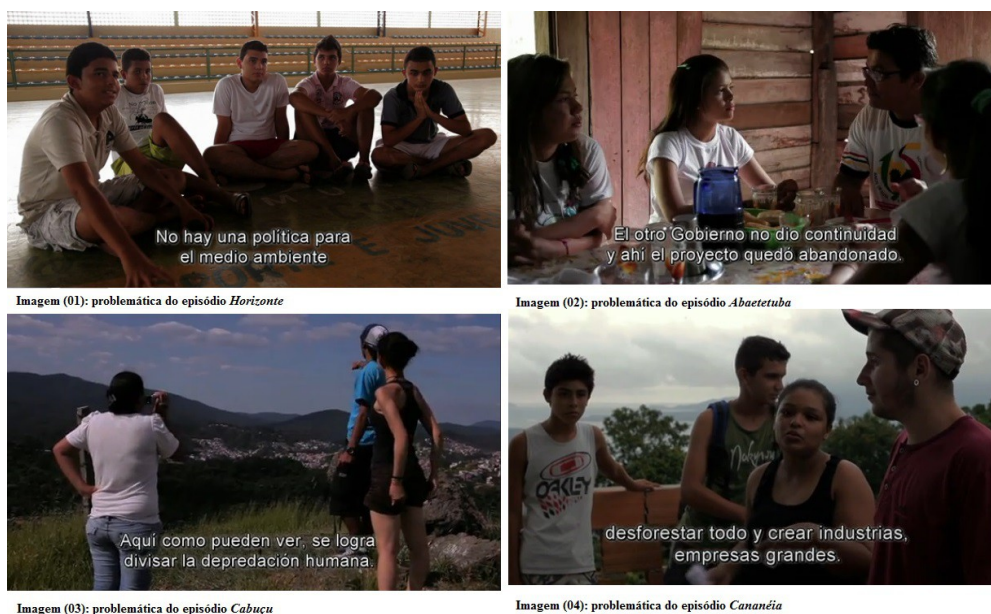 No hay una política para
el medio ambiente
Imagem (01): problemática do episódio Horizonte
El otro Gobierno no dio continuidad
y ahí el proyecto quedó abandonado.
Imagem (02): problemática do episódio Abaetetuba
Aquí como pueden ver, se logra
divisar la depredación humana.
Imagem (03): problemática do episódio Cabuçu
OAKLEY
desforestar todo y crear industrias,
empresas grandes.
Imagem (04): problemática do episódio Cananéia